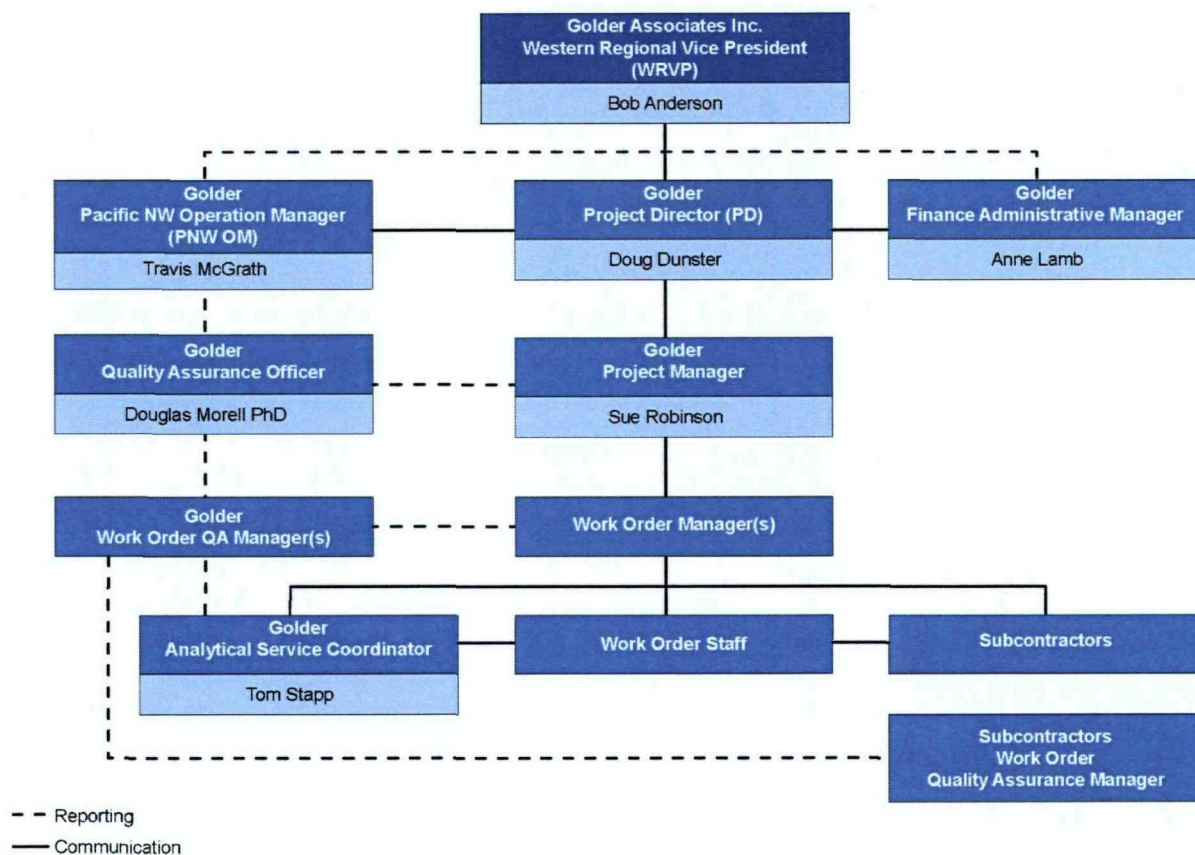 Golder Associates Inc.
Western Regional Vice President
(WRVP)
Bob Anderson
Golder
Pacific NW Operation Manager
(PNW OM)
Travis McGrath
Golder
Project Director (PD)
Doug Dunster
Golder
Finance Administrative Manager
Anne Lamb
Golder
Quality Assurance Officer
Douglas Morell PhD
Golder
Project Manager
Sue Robinson
Golder
Work Order QA Manager(s)
Work Order Manager(s)
Golder
Analytical Service Coordinator
Tom Stapp
Work Order Staff
Subcontractors
Subcontractors
Work Order
Quality Assurance Manager
Reporting
Communication